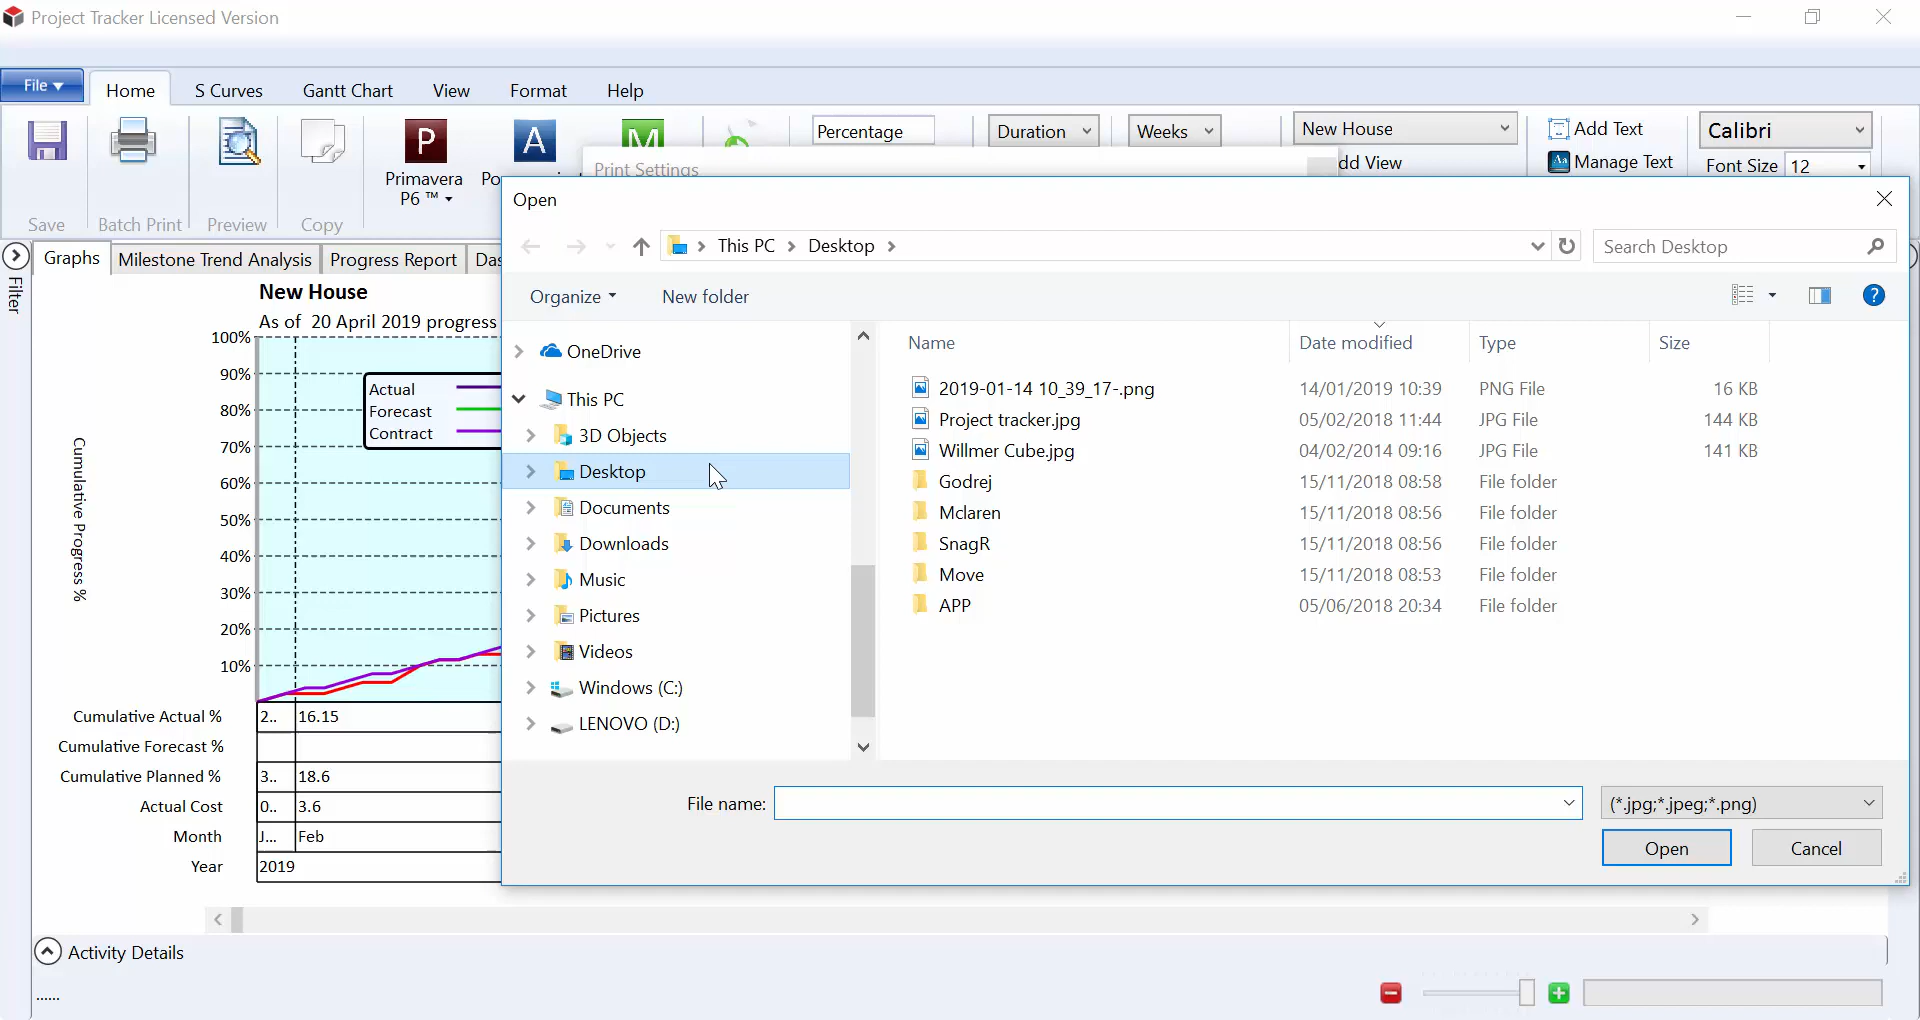 Project Tracker Licensed Version
File
Home
S Curves
Gantt Chart
View
Format
Help
P
A
M
Percentage
Duration
Weeks
New House
Add Text
Calibri
Print Settings
dd View
Manage Text
Font Size 12
Primavera
P6 ™
Po
Save
Batch Print
Preview
Copy
Open
This PC
Desktop
Search Desktop
Organize
New folder
Filter
Graphs
Milestone Trend Analysis
Progress Report
Das
New House
As of 20 April 2019 progress
100%
90%
80%
70%
60%
50%
40%
30%
20%
10%
Cumulative Progress %
Actual
Forecast
Contract
Cumulative Actual % 2.. 16.15
Cumulative Forecast %
Cumulative Planned % 3.. 18.6
Actual Cost 0.. 3.6
Month J... Feb
Year 2019
OneDrive
This PC
3D Objects
Desktop
Documents
Downloads
Music
Pictures
Videos
Windows (C:)
LENOVO (D:)
Name Date modified Type Size
2019-01-14 10_39_17-.png 14/01/2019 10:39 PNG File 16 KB
Project tracker.jpg 05/02/2018 11:44 JPG File 144 KB
Willmer Cube.jpg 04/02/2014 09:16 JPG File 141 KB
Godrej 15/11/2018 08:58 File folder
Mclaren 15/11/2018 08:56 File folder
SnagR 15/11/2018 08:56 File folder
Move 15/11/2018 08:53 File folder
APP 05/06/2018 20:34 File folder
File name:
(*.jpg;*.jpeg;*.png)
Open
Cancel
Activity Details
......